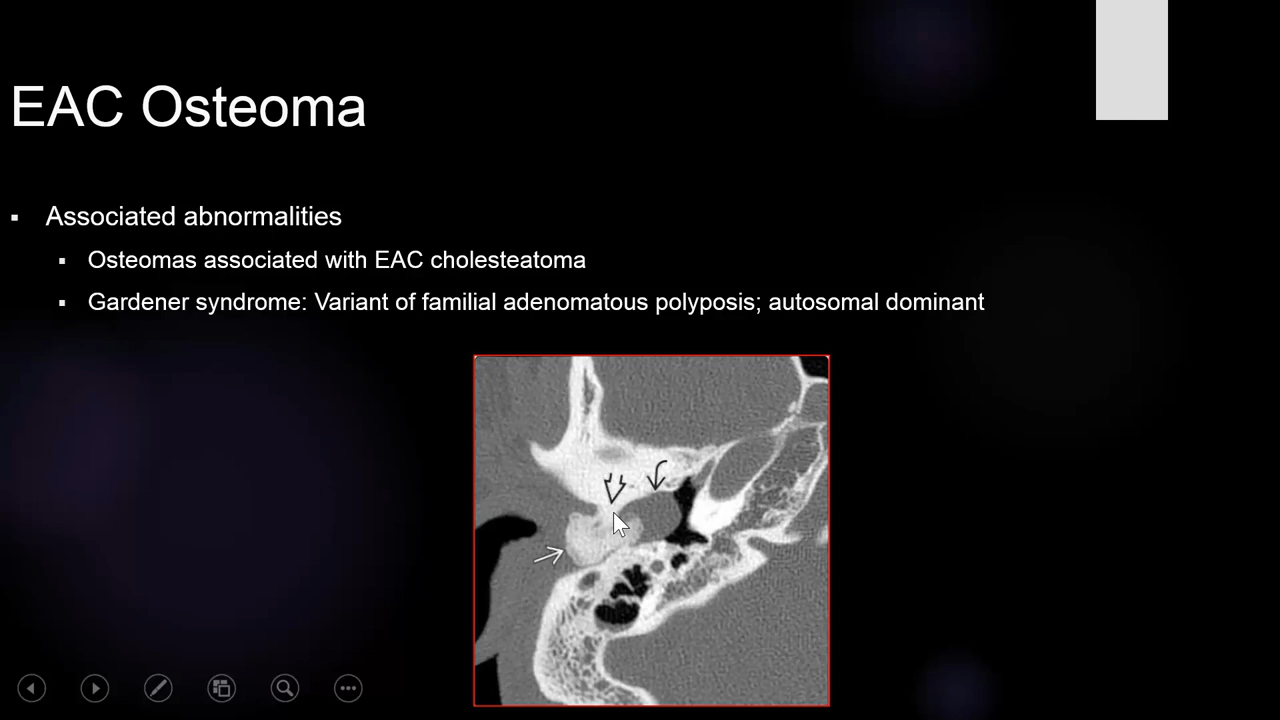 EAC Osteoma
▪ Associated abnormalities
▪ Osteomas associated with EAC cholesteatoma
▪ Gardener syndrome: Variant of familial adenomatous polyposis; autosomal dominant